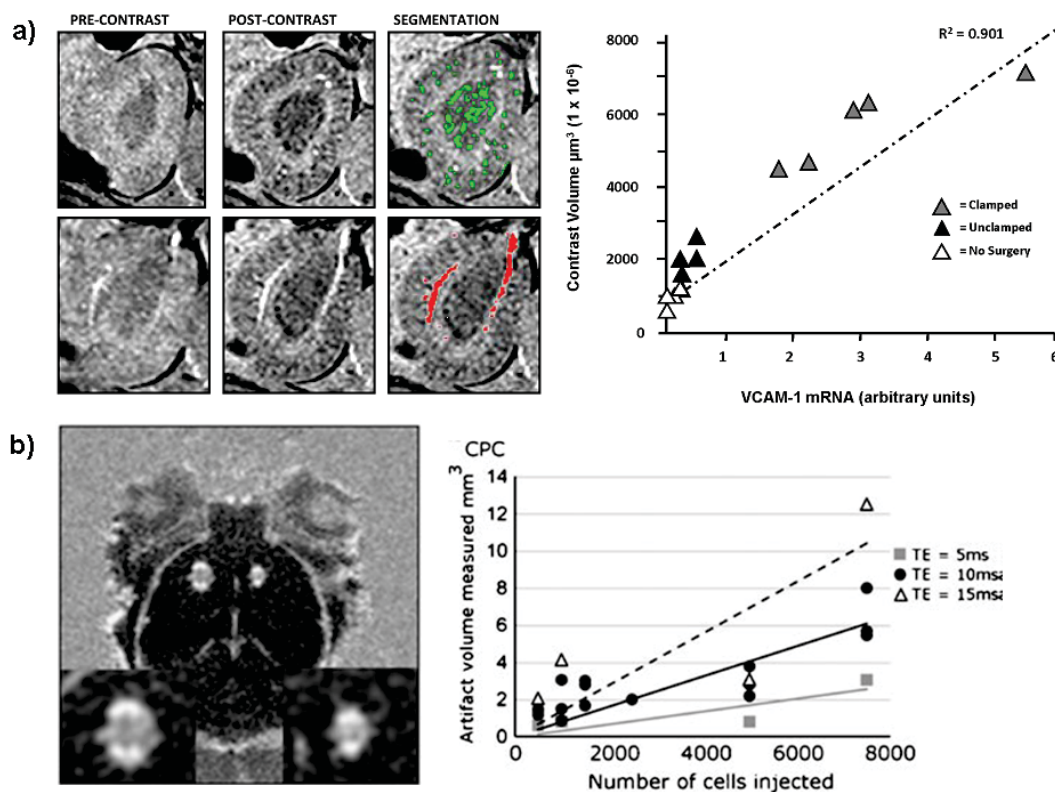 a)
PRE-CONTRAST
POST-CONTRAST
SEGMENTATION
Contrast Volume µm³ (1 x 10⁻⁶)
8000
6000
4000
2000
0
R² = 0.901
= Clamped
= Unclamped
= No Surgery
1 2 3 4 5 6
VCAM-1 mRNA (arbitrary units)
b)
CPC
Artifact volume measured mm³
14
12
10
8
6
4
2
0
TE = 5ms
TE = 10msa
TE = 15msa
0 2000 4000 6000 8000
Number of cells injected